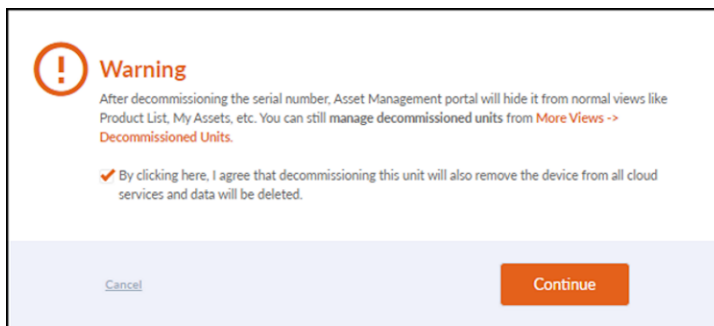 Warning
After decommissioning the serial number, Asset Management portal will hide it from normal views like
Product List, My Assets, etc. You can still manage decommissioned units from More Views ->
Decommissioned Units.
By clicking here, I agree that decommissioning this unit will also remove the device from all cloud
services and data will be deleted.
Cancel
Continue